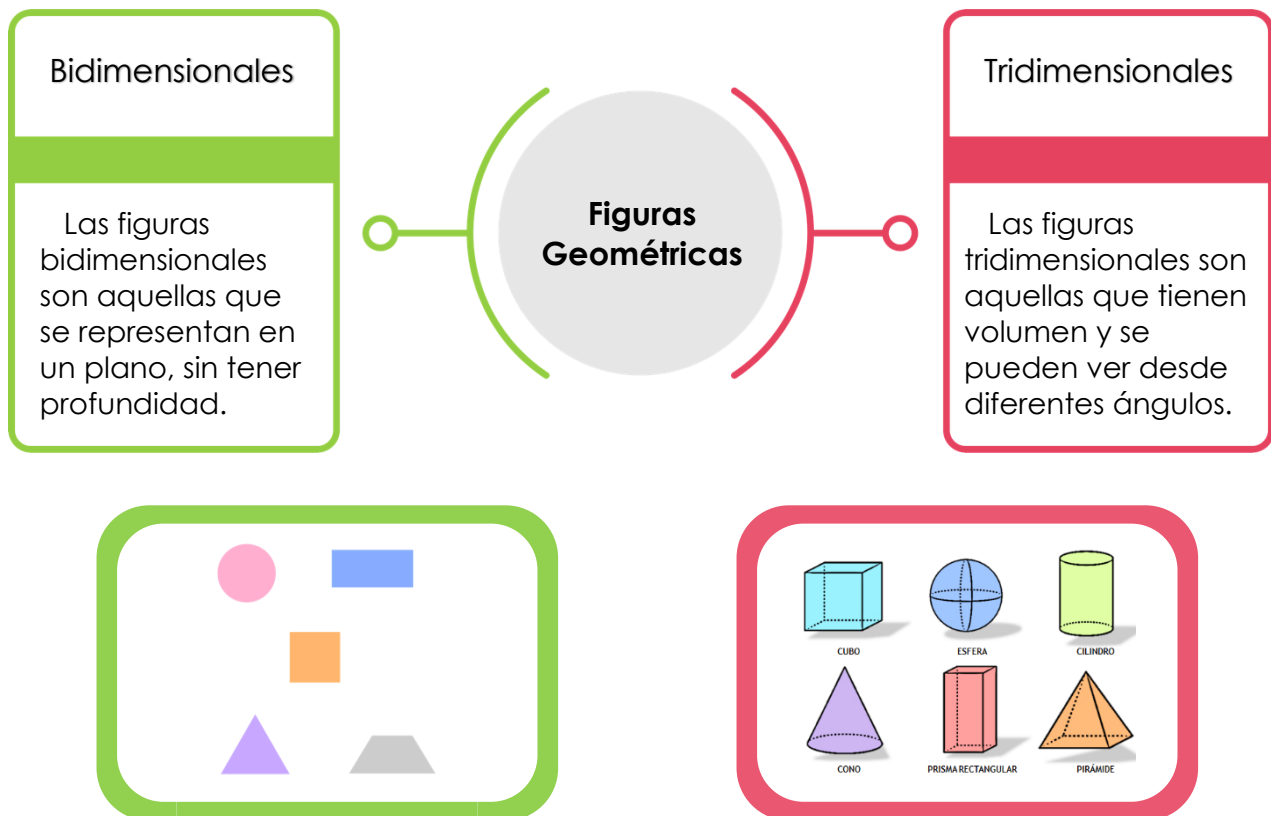 Bidimensionales
Las figuras
bidimensionales
son aquellas que
se representan en
un plano, sin tener
profundidad.
Figuras
Geométricas
Tridimensionales
Las figuras
tridimensionales son
aquellas que tienen
volumen y se
pueden ver desde
diferentes ángulos.
CUBO
ESFERA
CILINDRO
CONO
PRISMA RECTANGULAR
PIRÁMIDE